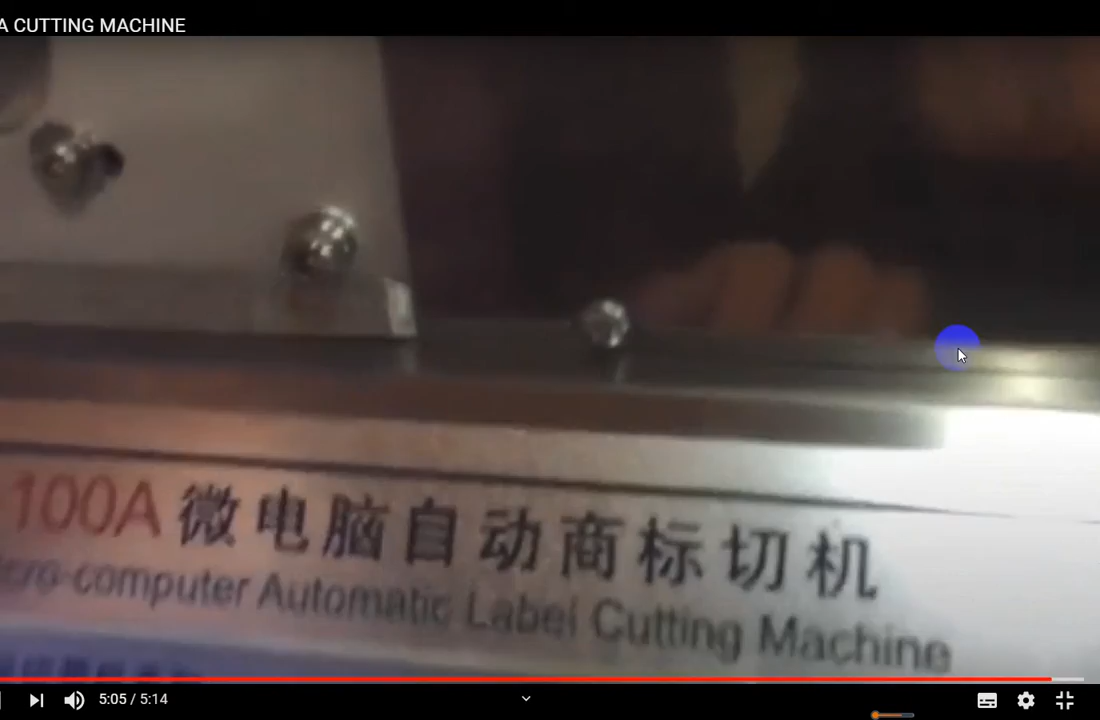 A CUTTING MACHINE
100A 微电脑自动商标切机
cro-computer Automatic Label Cutting Machine
5:05 / 5:14